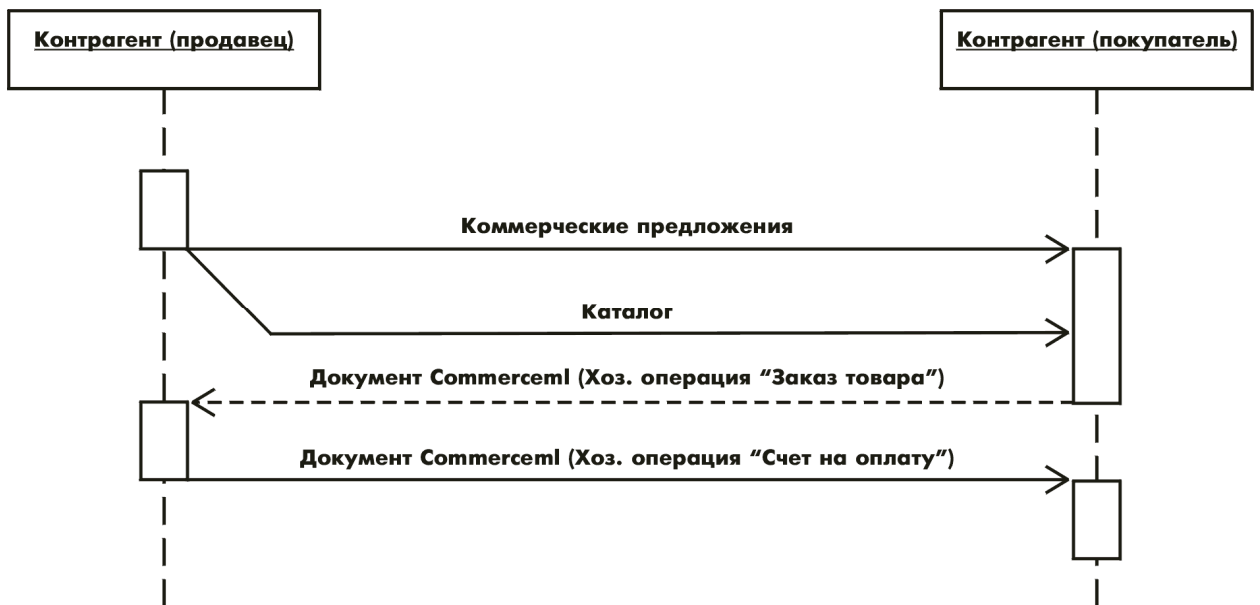 Контрагент (продавец)
Контрагент (покупатель)
Коммерческие предложения
Каталог
Документ Commerceml (Хоз. операция “Заказ товара”)
Документ Commerceml (Хоз. операция “Счет на оплату”)